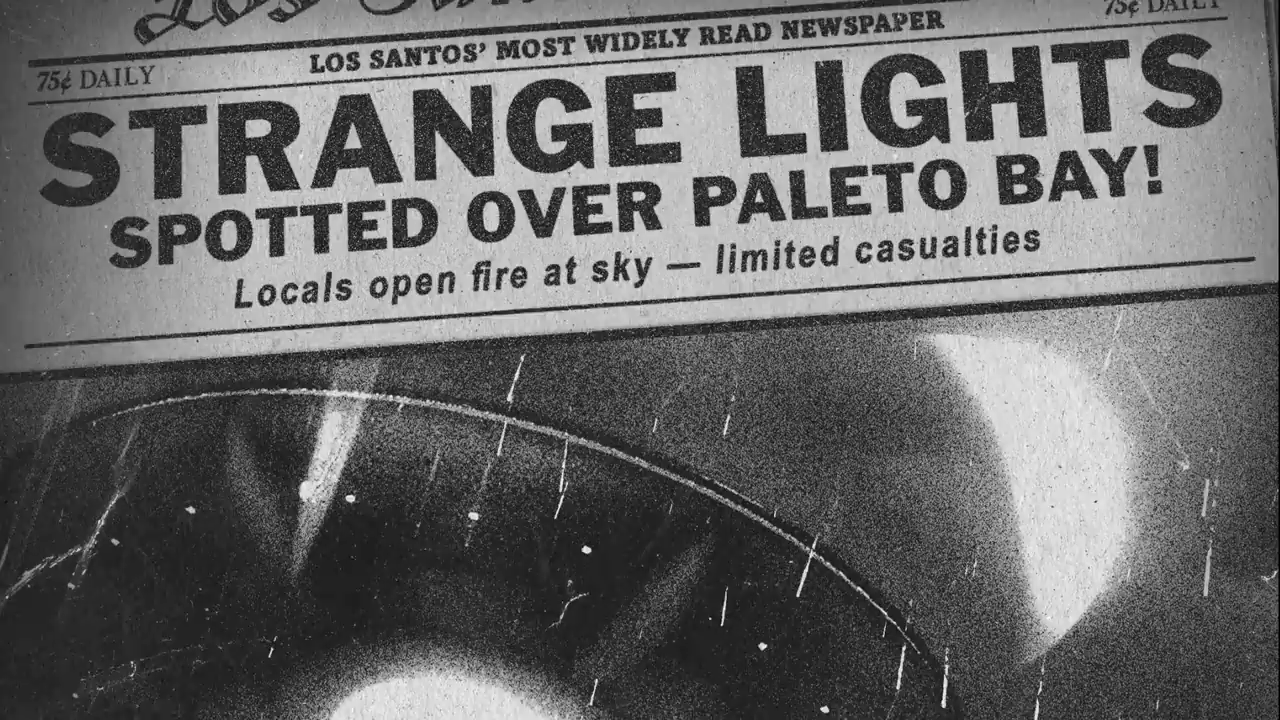 LOS SANTOS' MOST WIDELY READ NEWSPAPER
75¢ DAILY
75¢ DAILY
STRANGE LIGHTS
SPOTTED OVER PALETO BAY!
Locals open fire at sky — limited casualties